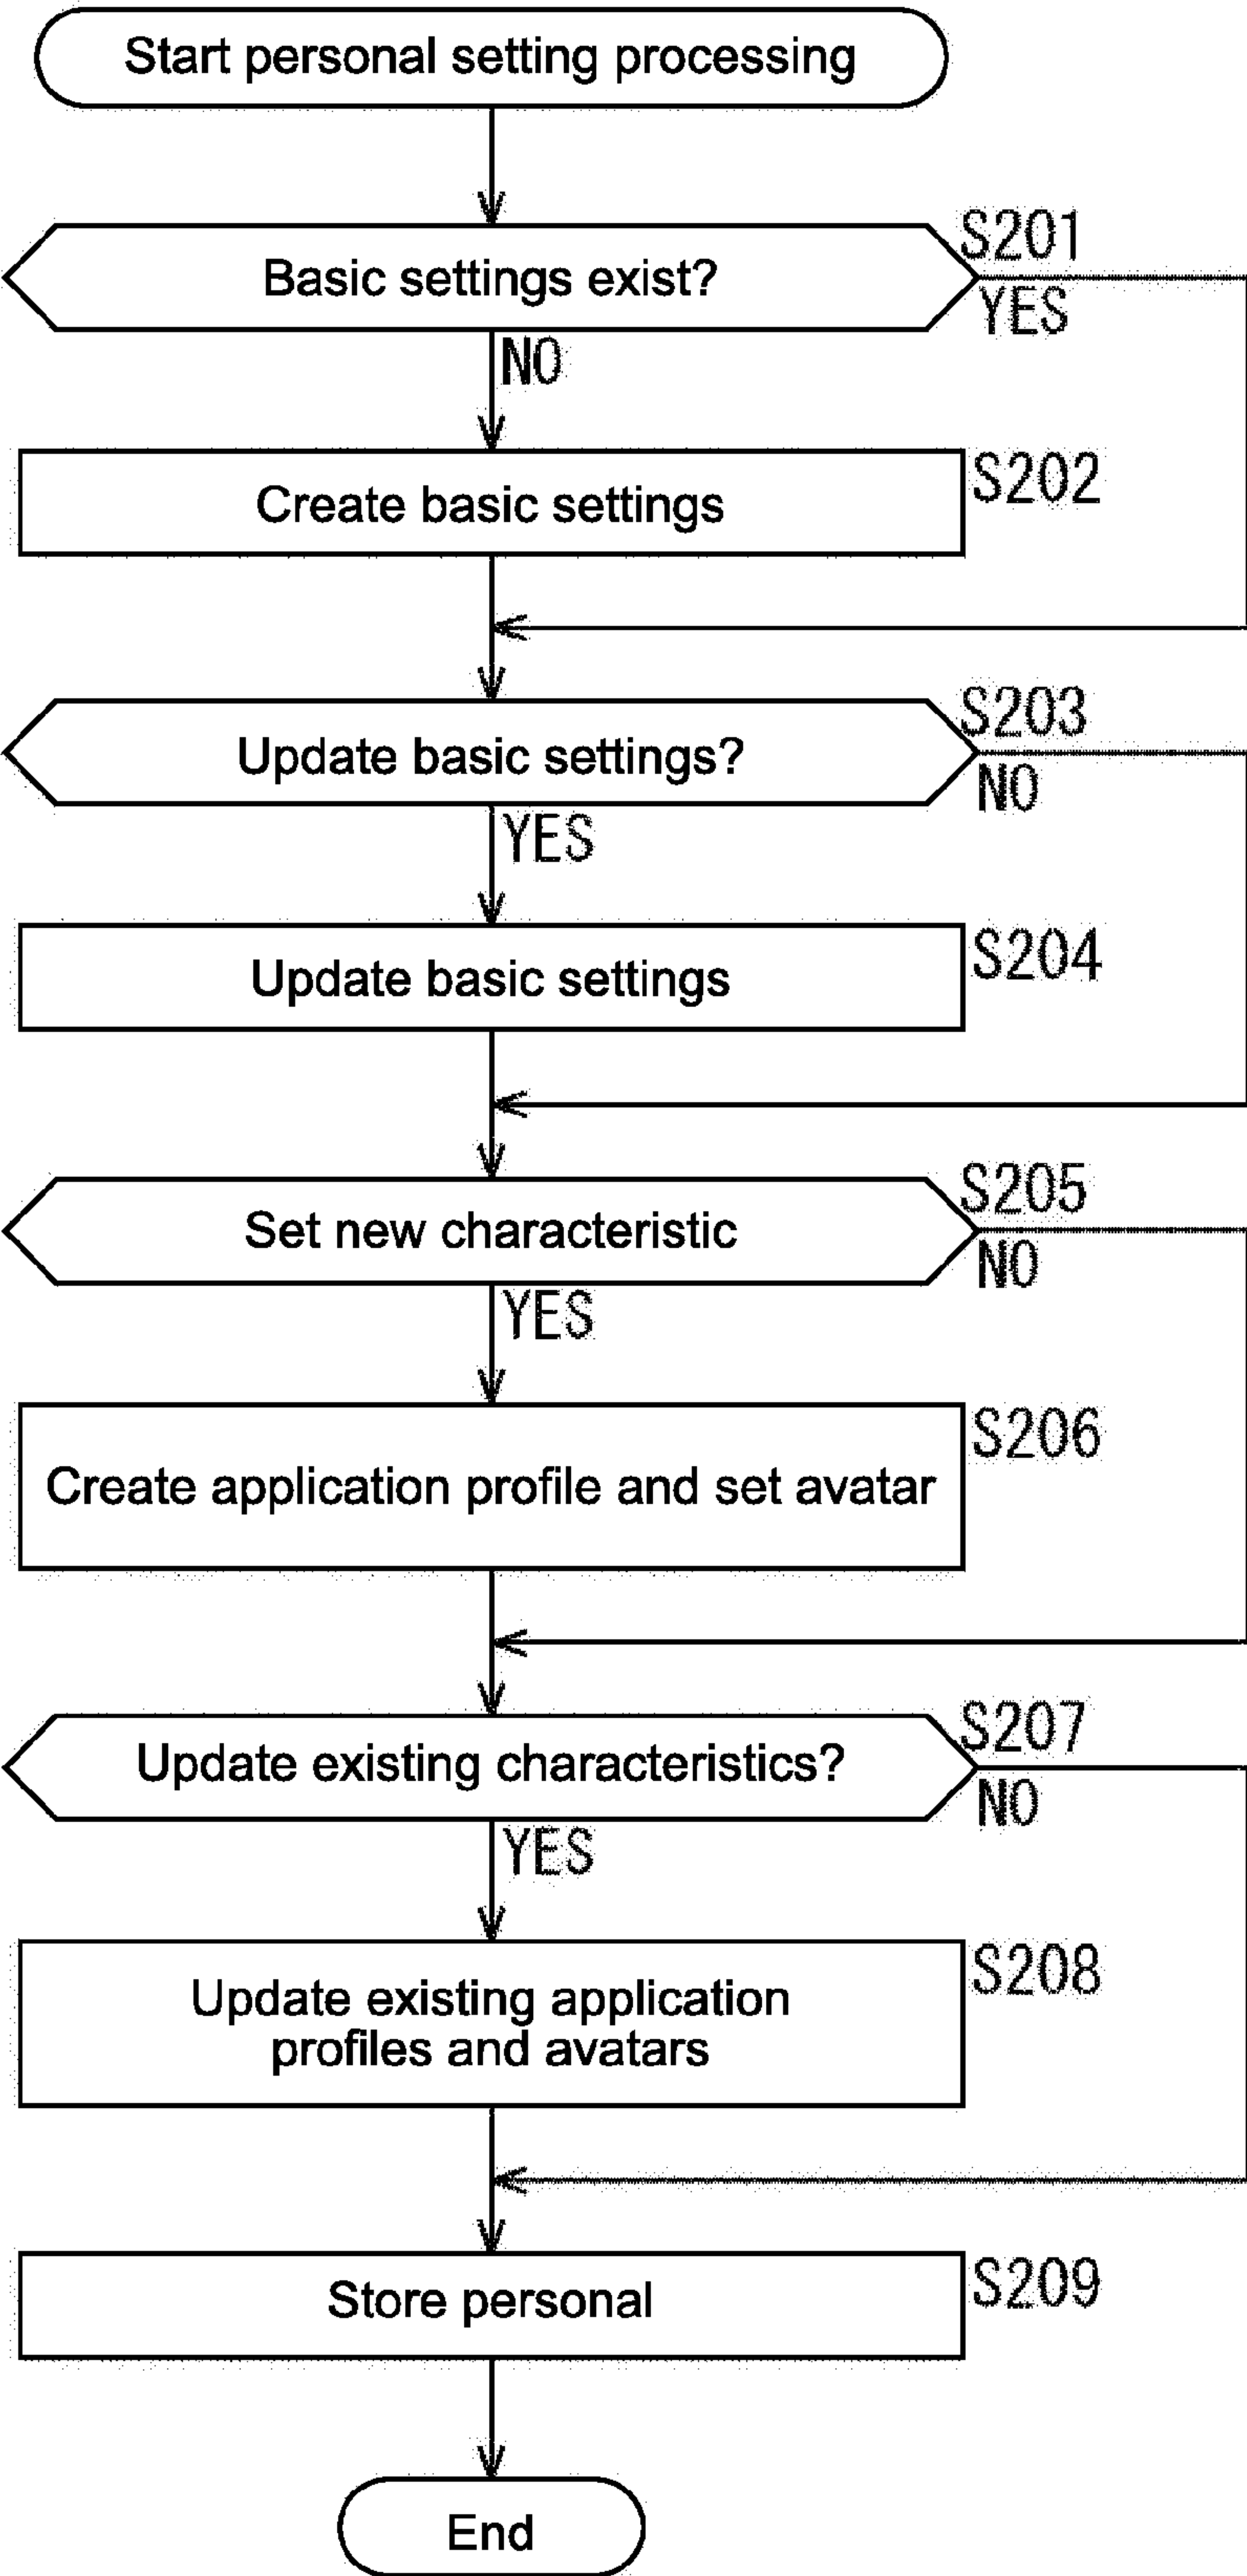 Start personal setting processing
S201
Basic settings exist?
YES
NO
S202
Create basic settings
S203
Update basic settings?
NO
YES
S204
Update basic settings
S205
Set new characteristic
NO
YES
S206
Create application profile and set avatar
S207
Update existing characteristics?
NO
YES
S208
Update existing application
profiles and avatars
S209
Store personal
End